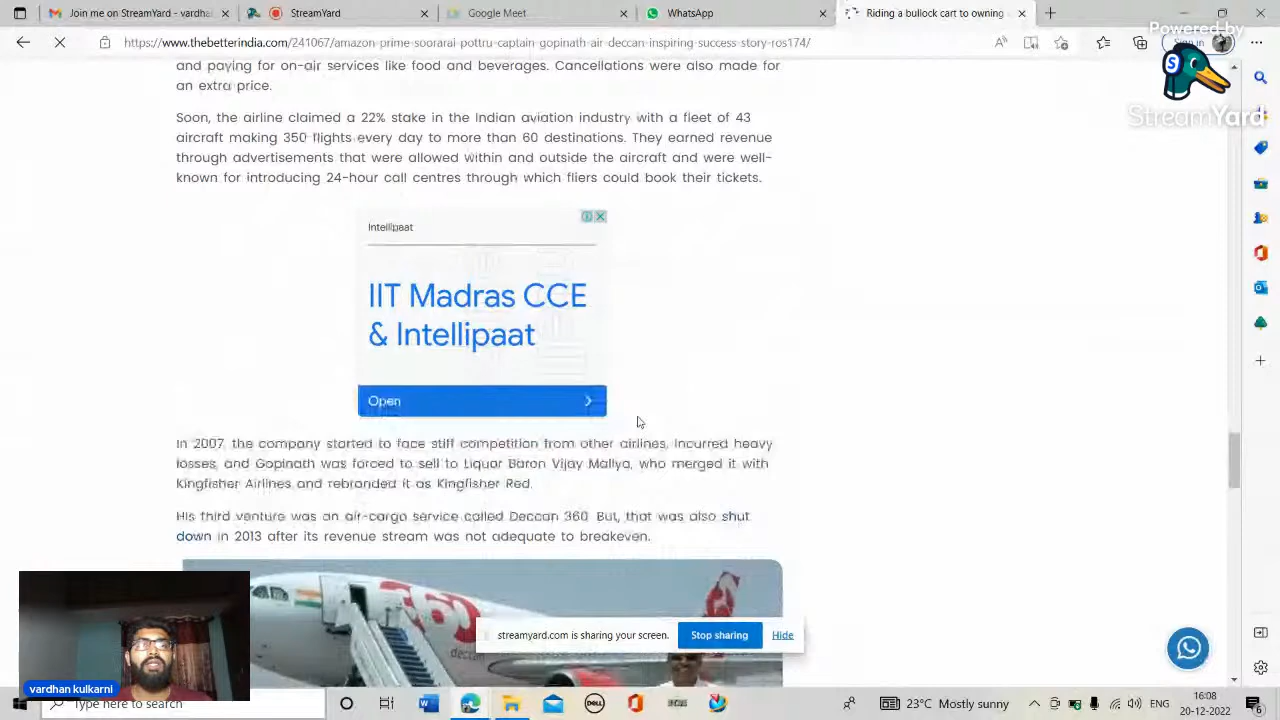 Join me on StreamYard - vardhan
StreamYard
Google Meet
WhatsApp
Riding a bullock cart to owning
https://www.thebetterindia.com/241067/amazon-prime-soorarai-pottru-captain-gopinath-air-deccan-inspiring-success-story-ros174/
Sign in
Powered by
StreamYard
and paying for on-air services like food and beverages. Cancellations were also made for
an extra price.
Soon, the airline claimed a 22% stake in the Indian aviation industry with a fleet of 43
aircraft making 350 flights every day to more than 60 destinations. They earned revenue
through advertisements that were allowed within and outside the aircraft and were well-
known for introducing 24-hour call centres through which fliers could book their tickets.
Intellipaat
IIT Madras CCE
& Intellipaat
Open
In 2007, the company started to face stiff competition from other airlines, incurred heavy
losses, and Gopinath was forced to sell to Liquor Baron Vijay Mallya, who merged it with
Kingfisher Airlines and rebranded it as Kingfisher Red.
His third venture was an air-cargo service called Deccan 360. But, that was also shut
down in 2013 after its revenue stream was not adequate to breakeven.
deccan
streamyard.com is sharing your screen.
Stop sharing
Hide
vardhan kulkarni
Type here to search
DELL
23°C Mostly sunny
16:08
20-12-2022